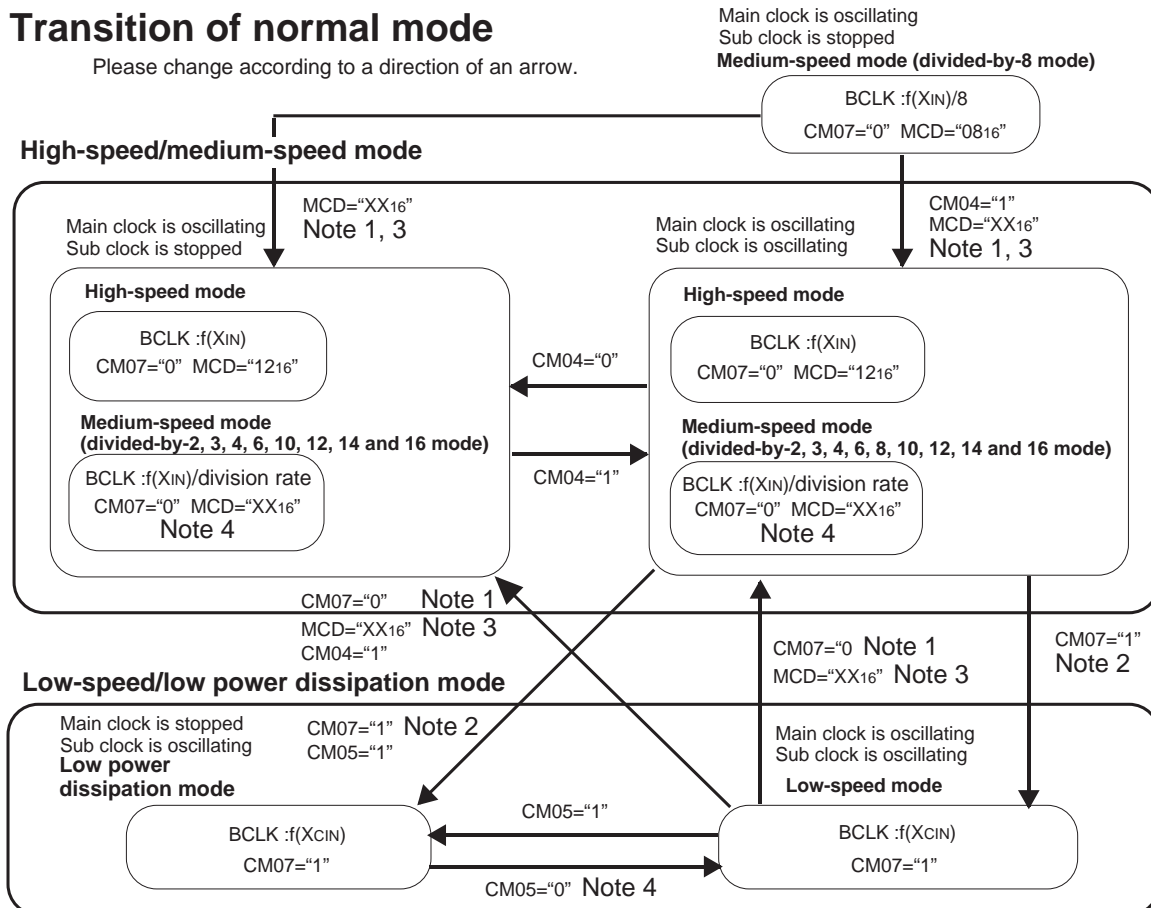 Transition of normal mode
Please change according to a direction of an arrow.
Main clock is oscillating
Sub clock is stopped
Medium-speed mode (divided-by-8 mode)
BCLK :f(XIN)/8
CM07=“0” MCD=“0816”
High-speed/medium-speed mode
MCD=“XX16”
Note 1, 3
Main clock is oscillating
Sub clock is stopped
CM04=“1”
MCD=“XX16”
Note 1, 3
Main clock is oscillating
Sub clock is oscillating
High-speed mode
BCLK :f(XIN)
CM07=“0” MCD=“1216”
Medium-speed mode
(divided-by-2, 3, 4, 6, 10, 12, 14 and 16 mode)
BCLK :f(XIN)/division rate
CM07=“0” MCD=“XX16”
Note 4
CM04=“0”
CM04=“1”
High-speed mode
BCLK :f(XIN)
CM07=“0” MCD=“1216”
Medium-speed mode
(divided-by-2, 3, 4, 6, 8, 10, 12, 14 and 16 mode)
BCLK :f(XIN)/division rate
CM07=“0” MCD=“XX16”
Note 4
CM07=“0” Note 1
MCD=“XX16” Note 3
CM04=“1”
CM07=“0 Note 1
MCD=“XX16” Note 3
CM07=“1”
Note 2
Low-speed/low power dissipation mode
Main clock is stopped
Sub clock is oscillating
Low power
dissipation mode
CM07=“1” Note 2
CM05=“1”
Main clock is oscillating
Sub clock is oscillating
Low-speed mode
BCLK :f(XCIN)
CM07=“1”
CM05=“1”
CM05=“0” Note 4
BCLK :f(XCIN)
CM07=“1”